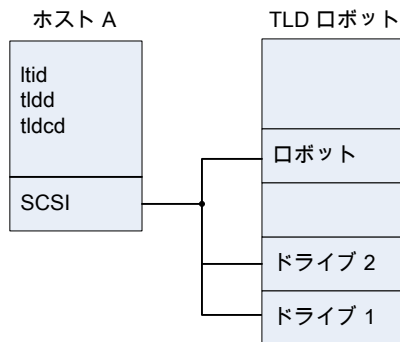 ホスト A
ltid
tldd
tldcd
SCSI
TLD ロボット
ロボット
ドライブ 2
ドライブ 1